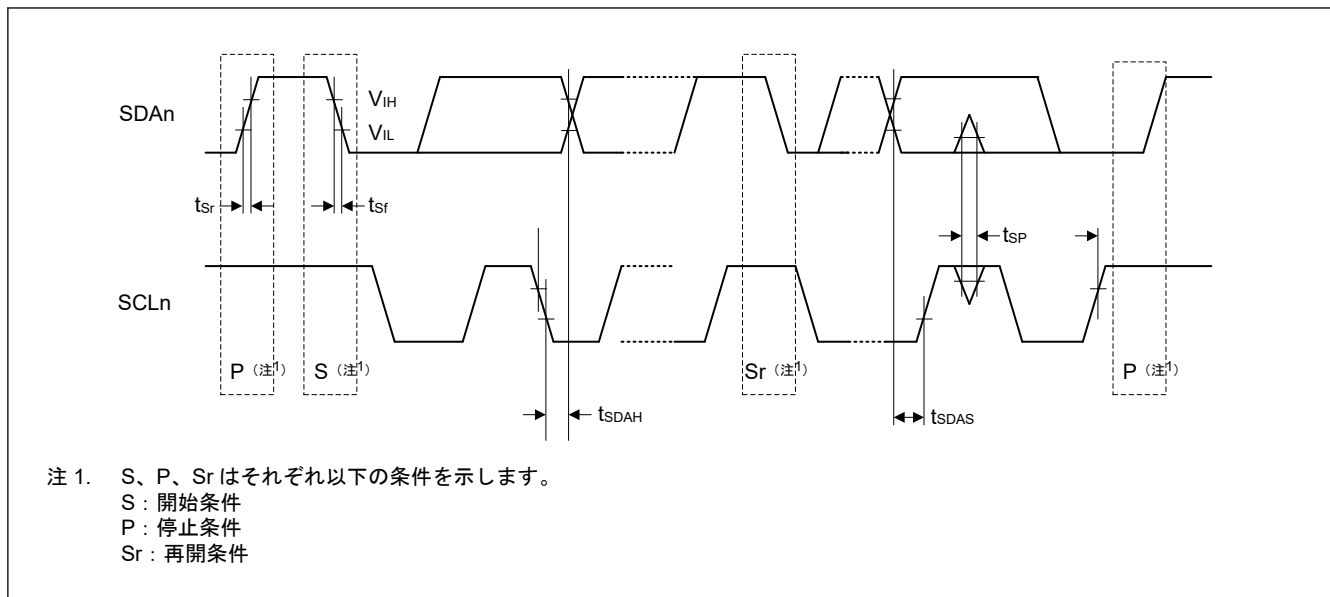 SDAn
VIH
VIL
tSr
tSf
tSP
SCLn
P（注1）
S（注1）
Sr（注1）
P（注1）
tSDAH
tSDAS
注 1. S、P、Sr はそれぞれ以下の条件を示します。
S：開始条件
P：停止条件
Sr：再開条件